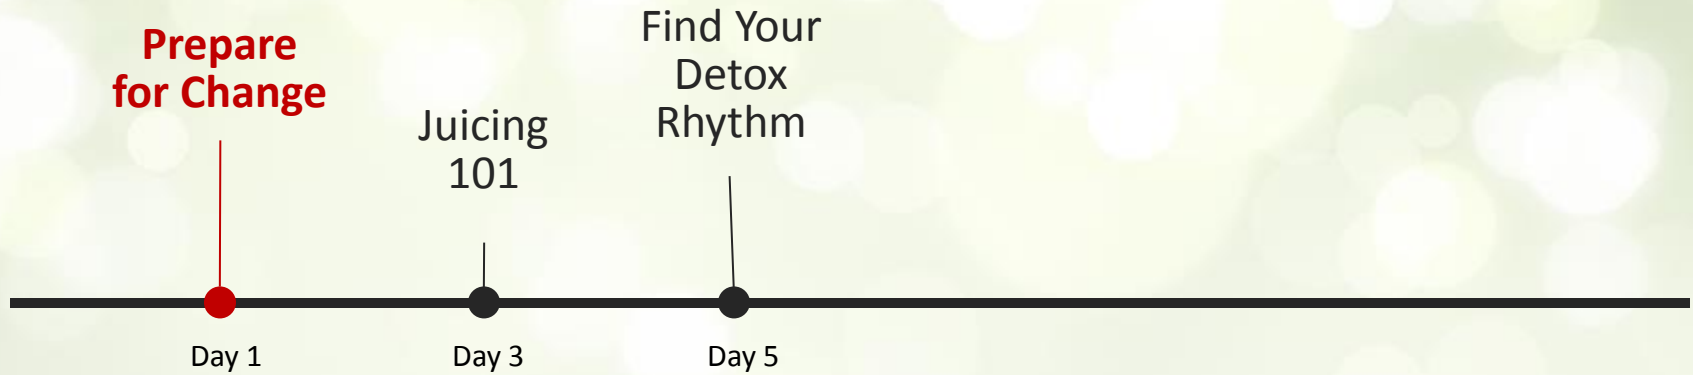 Prepare
for Change
Juicing
101
Find Your
Detox
Rhythm
Day 1
Day 3
Day 5